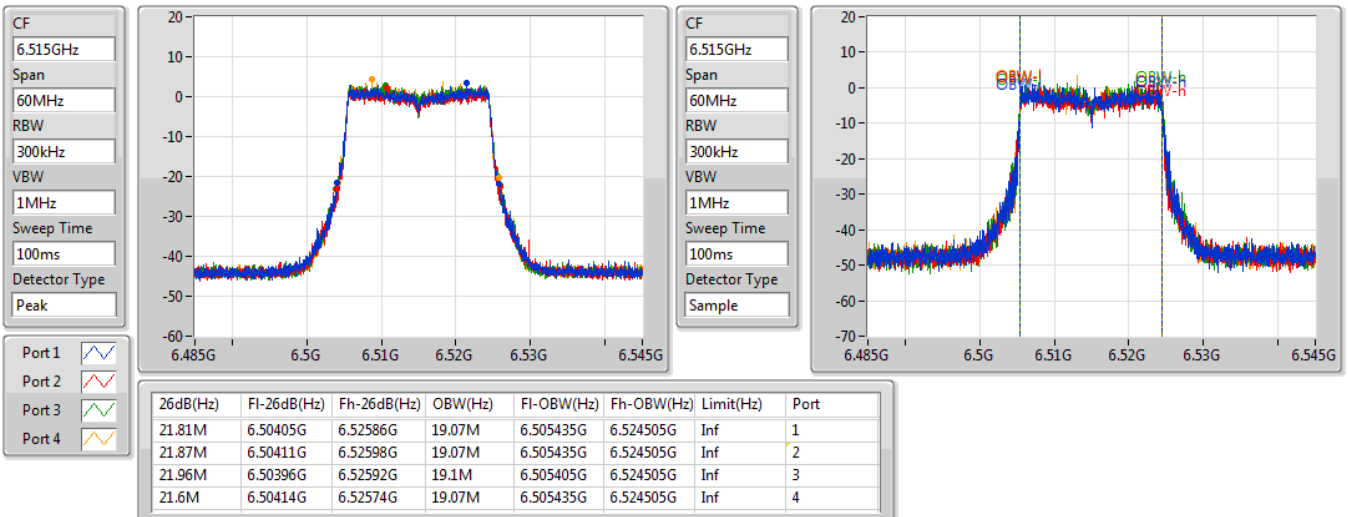 CF
6.515GHz
Span
60MHz
RBW
300kHz
VBW
1MHz
Sweep Time
100ms
Detector Type
Peak
20
10
0
-10
-20
-30
-40
-50
-60
6.485G 6.5G 6.51G 6.52G 6.53G 6.545G
CF
6.515GHz
Span
60MHz
RBW
300kHz
VBW
1MHz
Sweep Time
100ms
Detector Type
Sample
20
10
0
-10
-20
-30
-40
-50
-60
-70
OBW-l OBW-h
6.485G 6.5G 6.51G 6.52G 6.53G 6.545G
Port 1
Port 2
Port 3
Port 4
26dB(Hz) Fl-26dB(Hz) Fh-26dB(Hz) OBW(Hz) Fl-OBW(Hz) Fh-OBW(Hz) Limit(Hz) Port
21.81M 6.50405G 6.52586G 19.07M 6.505435G 6.524505G Inf 1
21.87M 6.50411G 6.52598G 19.07M 6.505435G 6.524505G Inf 2
21.96M 6.50396G 6.52592G 19.1M 6.505405G 6.524505G Inf 3
21.6M 6.50414G 6.52574G 19.07M 6.505435G 6.524505G Inf 4